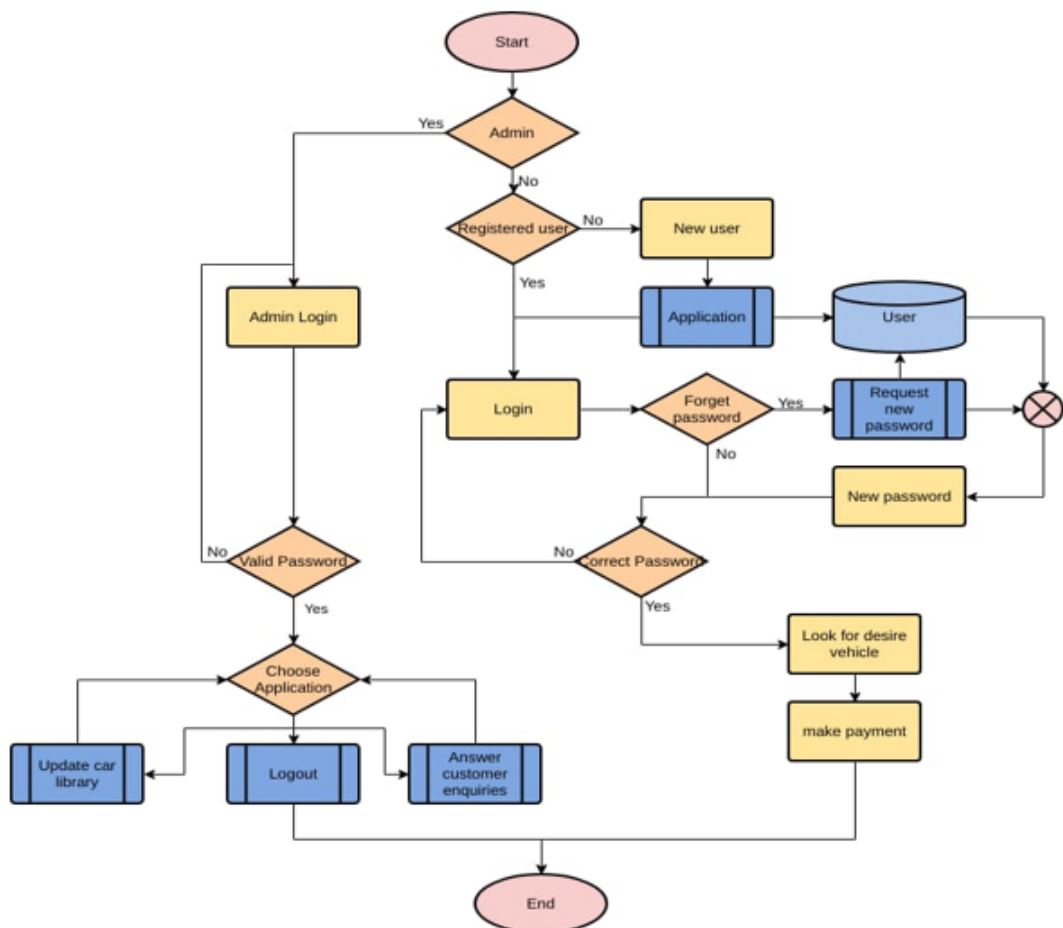 Start
Yes
Admin
No
Registered user
No
New user
Yes
Admin Login
Application
User
Login
Forget
password
Yes
Request
new
password
No
New password
No
Valid Password
No
Correct Password
Yes
Yes
Look for desire
vehicle
Choose
Application
make payment
Update car
library
Logout
Answer
customer
enquiries
End